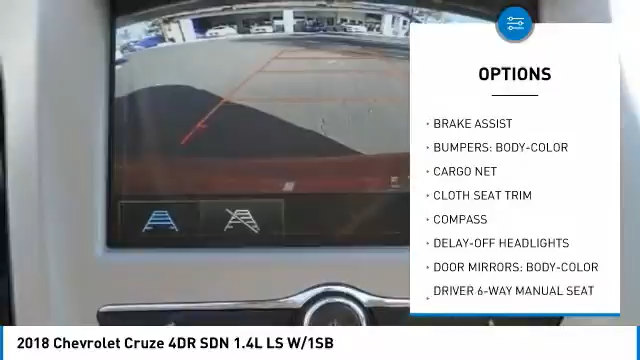 OPTIONS
· BRAKE ASSIST
· BUMPERS: BODY-COLOR
· CARGO NET
· CLOTH SEAT TRIM
· COMPASS
· DELAY-OFF HEADLIGHTS
· DOOR MIRRORS: BODY-COLOR
· DRIVER 6-WAY MANUAL SEAT
2018 Chevrolet Cruze 4DR SDN 1.4L LS W/1SB